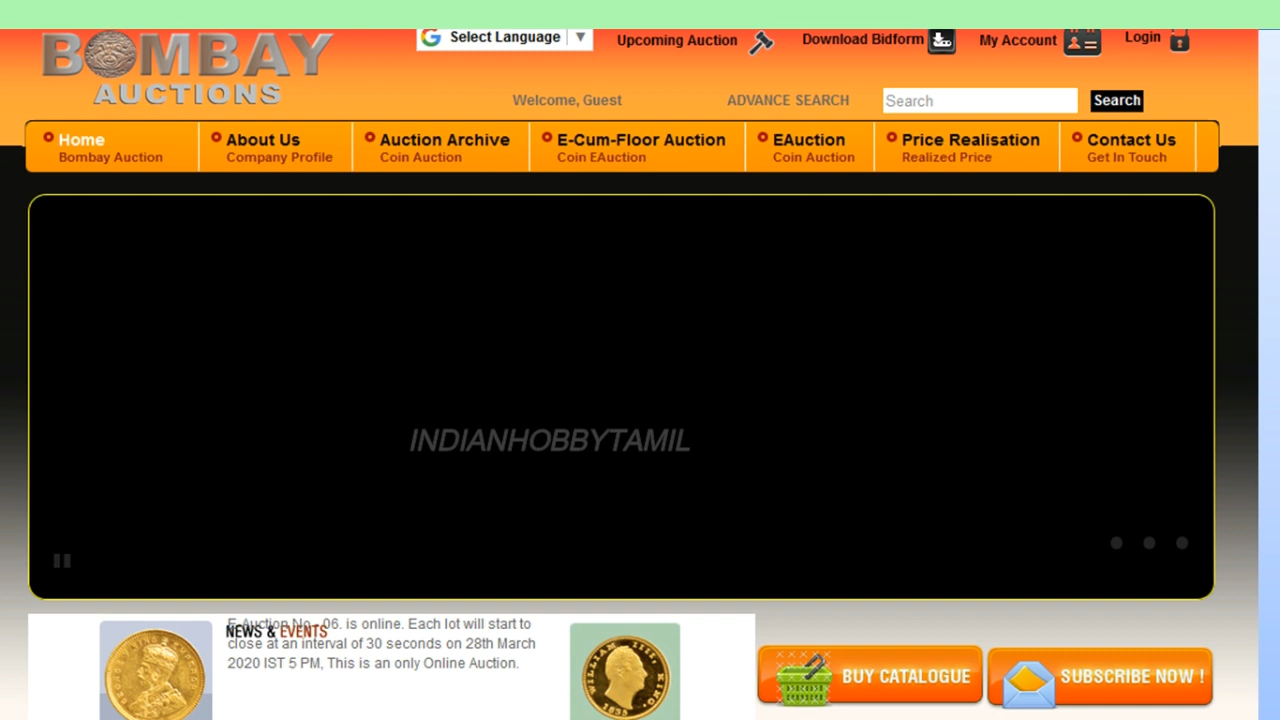 BOMBAY
AUCTIONS
Select Language ▼
Upcoming Auction
Download Bidform
My Account
Login
Welcome, Guest
ADVANCE SEARCH
Search
Search
Home
Bombay Auction
About Us
Company Profile
Auction Archive
Coin Auction
E-Cum-Floor Auction
Coin EAuction
EAuction
Coin Auction
Price Realisation
Realized Price
Contact Us
Get In Touch
INDIANHOBBYTAMIL
E-Auction No - 06. is online. Each lot will start to
NEWS & EVENTS
close at an interval of 30 seconds on 28th March
2020 IST 5 PM, This is an only Online Auction.
WILLIAM IIII, KING.
1835
BUY CATALOGUE
SUBSCRIBE NOW !